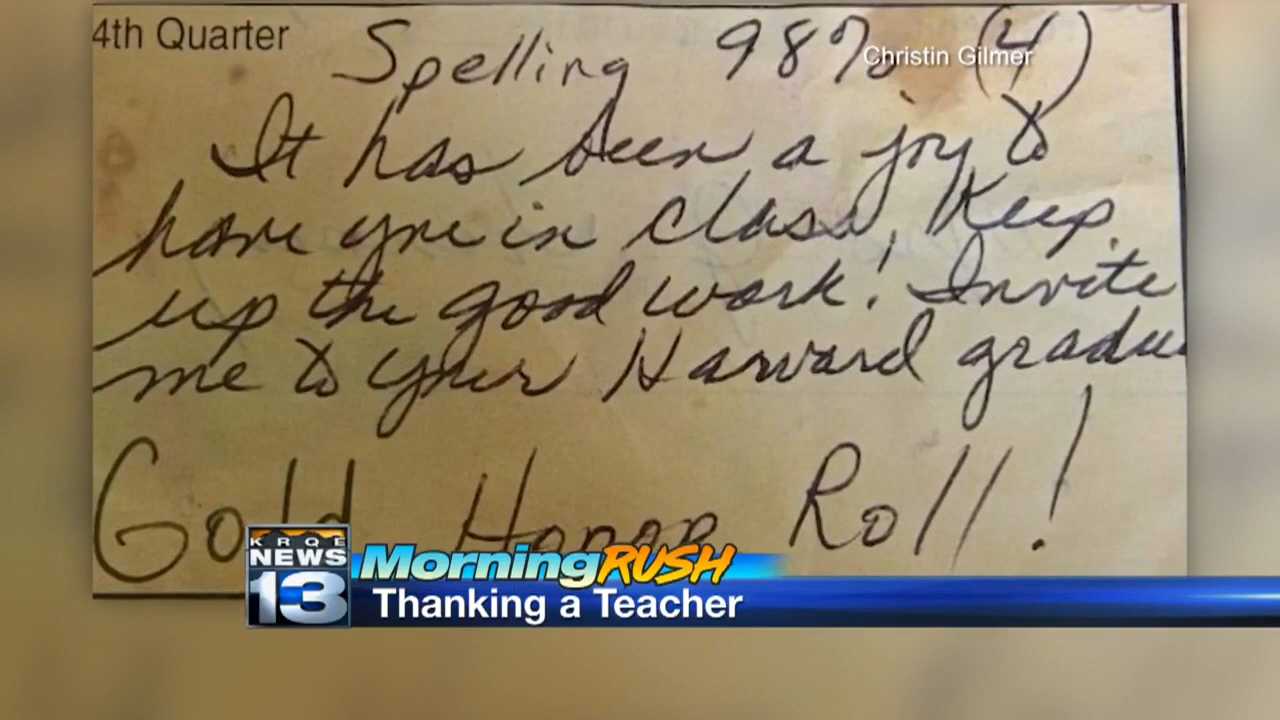 4th Quarter
Spelling 98% (4)
Christin Gilmer
It has been a joy to
have you in class. Keep
up the good work! Invite
me to your Harvard gradu
Gold Honor Roll!
KRQE
NEWS
13
MorningRUSH
Thanking a Teacher